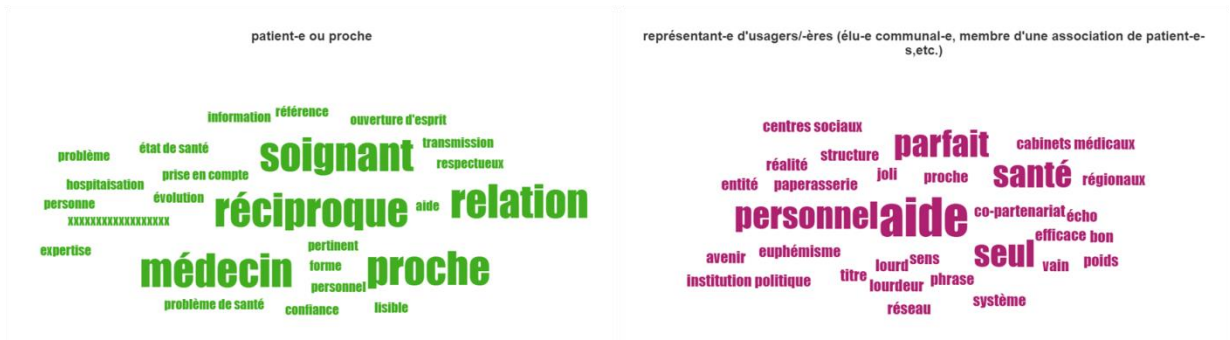 patient-e ou proche
information référence
ouverture d'esprit
problème état de santé soignant transmission
prise en compte respectueux
hospitaisation
personne évolution réciproque aide relation
xxxxxxxxxxxxxxxxxx
expertise pertinent
médecin forme proche
personnel
problème de santé confiance lisible
représentant-e d'usagers/-ères (élu-e communal-e, membre d'une association de patient-e-
s,etc.)
centres sociaux
réalité structure parfait cabinets médicaux
joli
entité paperasserie proche santé régionaux
personnel aide co-partenariat écho
efficace bon
avenir euphémisme seul
lourd sens vain poids
institution politique titre lourdeur phrase
réseau système